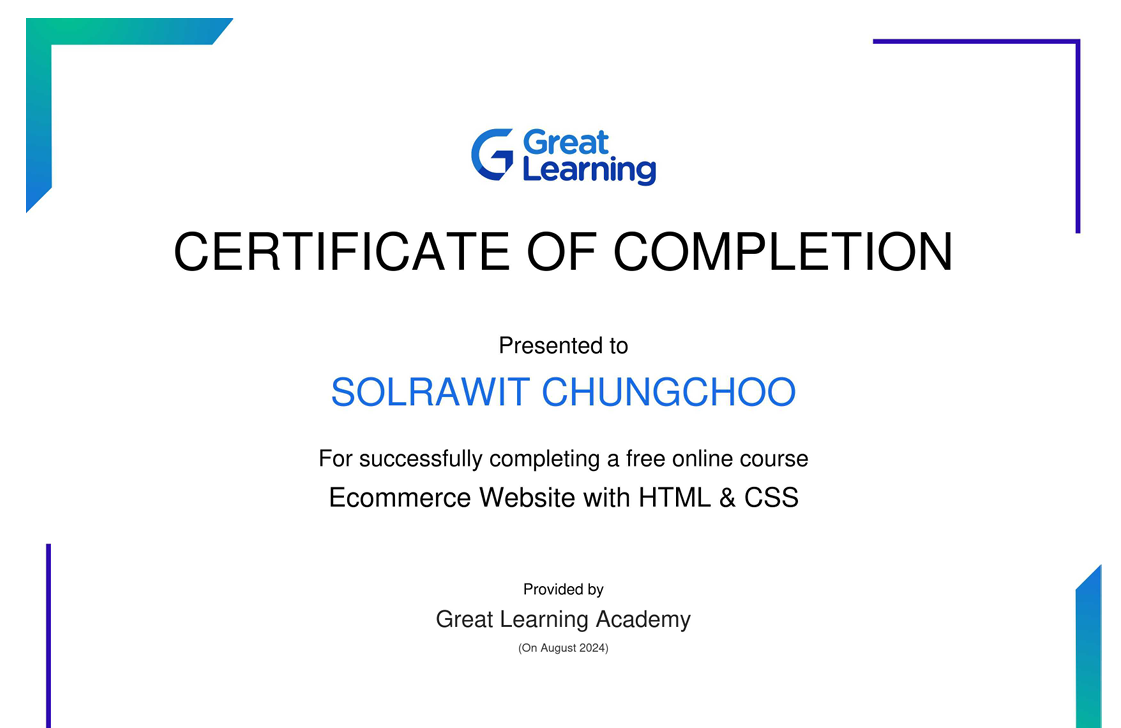 Great
Learning
CERTIFICATE OF COMPLETION
Presented to
SOLRAWIT CHUNGCHOO
For successfully completing a free online course
Ecommerce Website with HTML & CSS
Provided by
Great Learning Academy
(On August 2024)